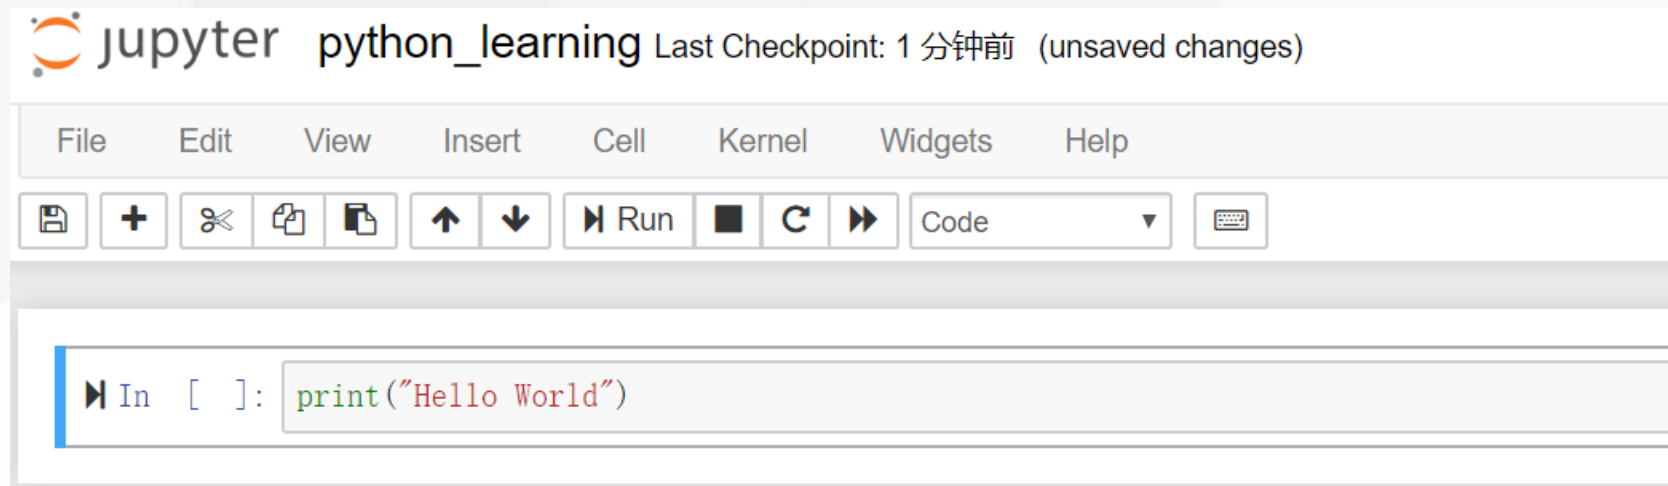 jupyter python_learning Last Checkpoint: 1 分钟前 (unsaved changes)
File Edit View Insert Cell Kernel Widgets Help
Run Code
In [ ]: print("Hello World")